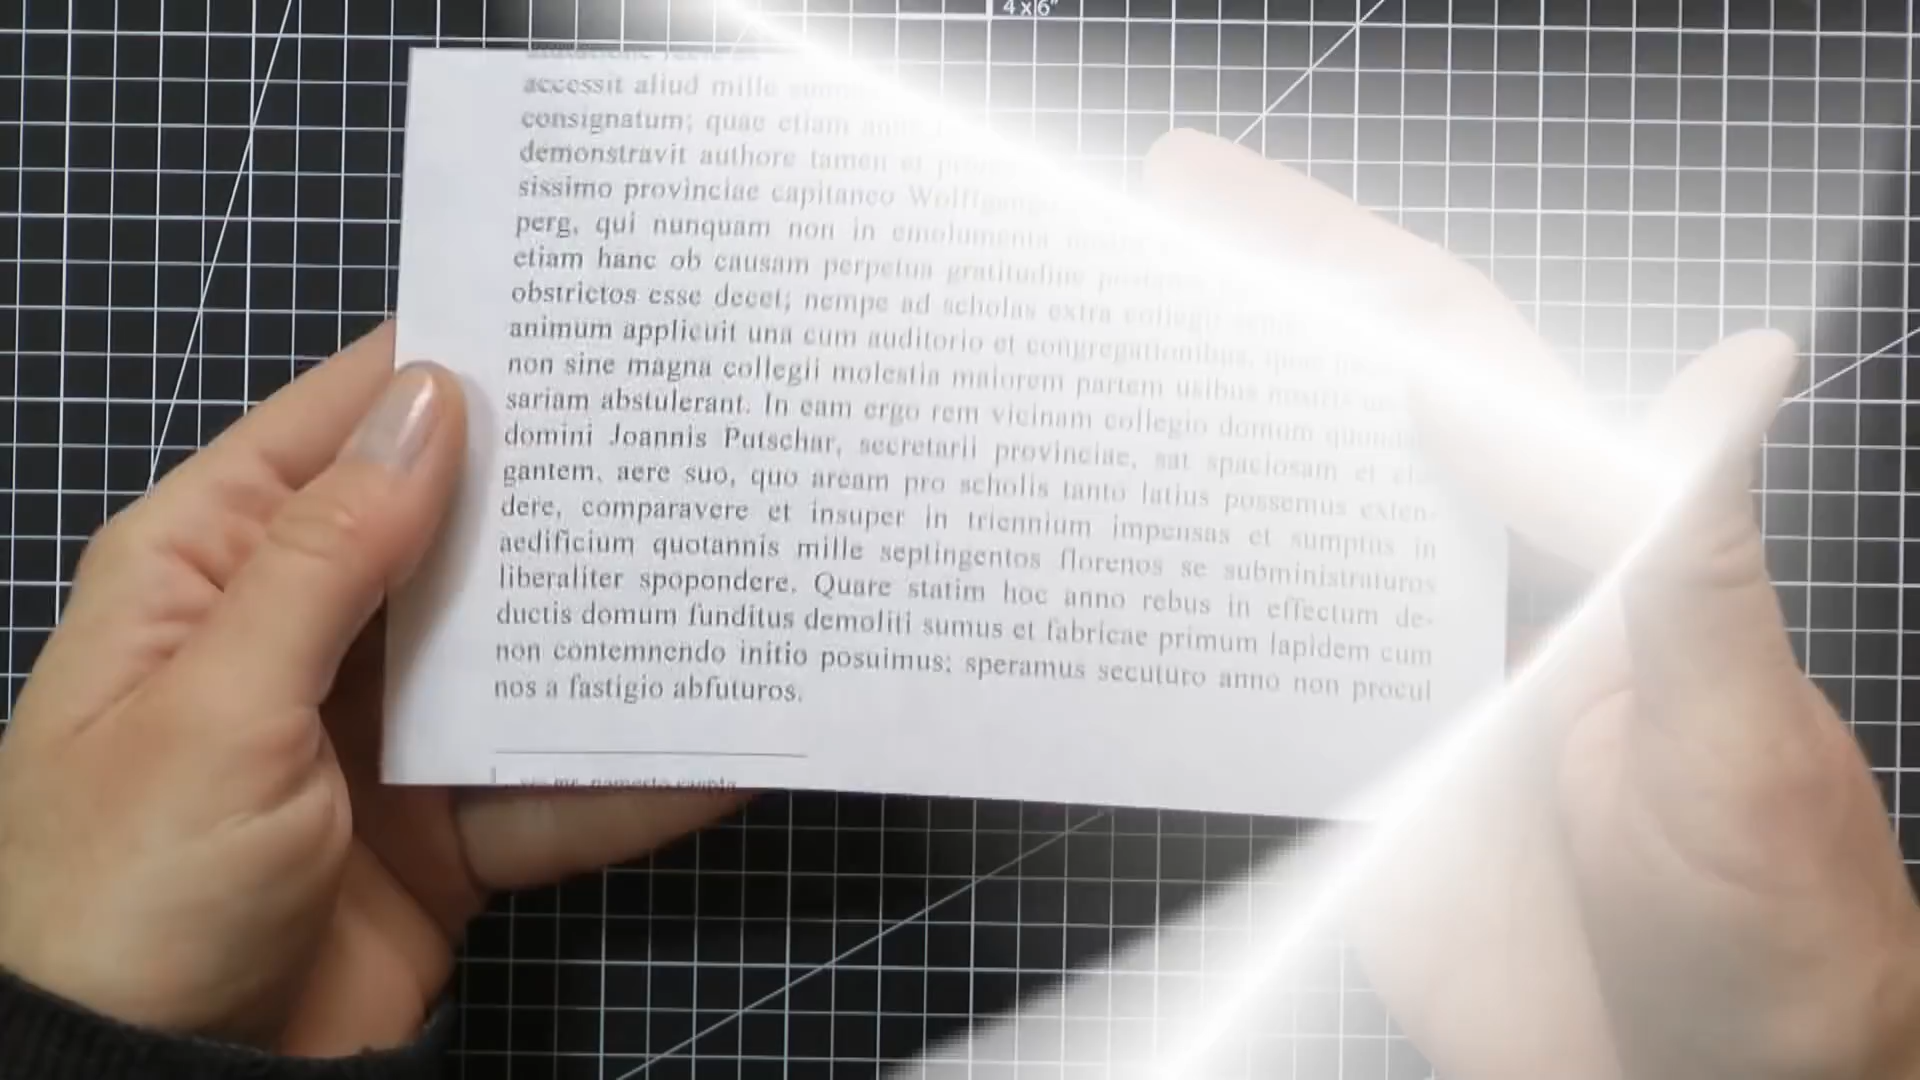 4 x 6"
accessit aliud mille
consignatum; quae etiam
demonstravit authore tamen et
sissimo provinciae capitaneo Wolffgango
perg, qui nunquam non in emolumenta
etiam hanc ob causam perpetua gratitudine
obstrictos esse decet; nempe ad scholas extra collegii
animum applicuit una cum auditorio et congregationibus,
non sine magna collegii molestia maiorem partem usibus nostris
sariam abstulerant. In eam ergo rem vicinam collegio domum
domini Joannis Putschar, secretarii provinciae, sat spaciosam et
gantem, aere suo, quo aream pro scholis tanto latius possemus exten-
dere, comparavere et insuper in triennium impensas et sumptus in
aedificium quotannis mille septingentos florenos se subministraturos
liberaliter spopondere. Quare statim hoc anno rebus in effectum de-
ductis domum funditus demoliti sumus et fabricae primum lapidem cum
non contemnendo initio posuimus; speramus secuturo anno non procul
nos a fastigio abfuturos.